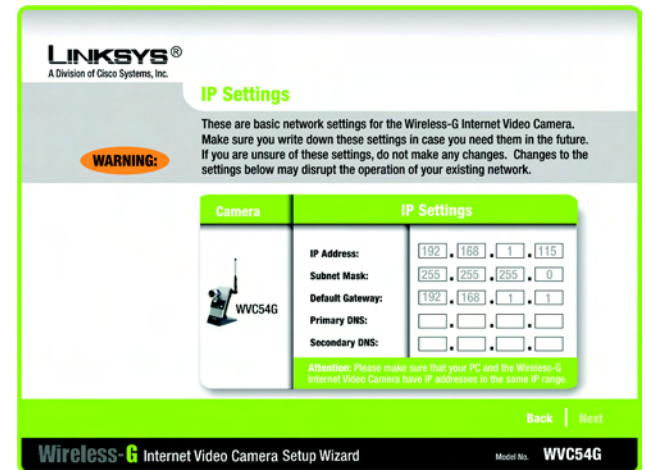 LINKSYS®
A Division of Cisco Systems, Inc.
IP Settings
WARNING:
These are basic network settings for the Wireless-G Internet Video Camera.
Make sure you write down these settings in case you need them in the future.
If you are unsure of these settings, do not make any changes. Changes to the
settings below may disrupt the operation of your existing network.
Camera
IP Settings
WVC54G
IP Address: 192 . 168 . 1 . 115
Subnet Mask: 255 . 255 . 255 . 0
Default Gateway: 192 . 168 . 1 . 1
Primary DNS: . . .
Secondary DNS: . . .
Attention: Please make sure that your PC and the Wireless-G
Internet Video Camera have IP addresses in the same IP range.
Back | Next
Wireless-G Internet Video Camera Setup Wizard
Model No. WVC54G